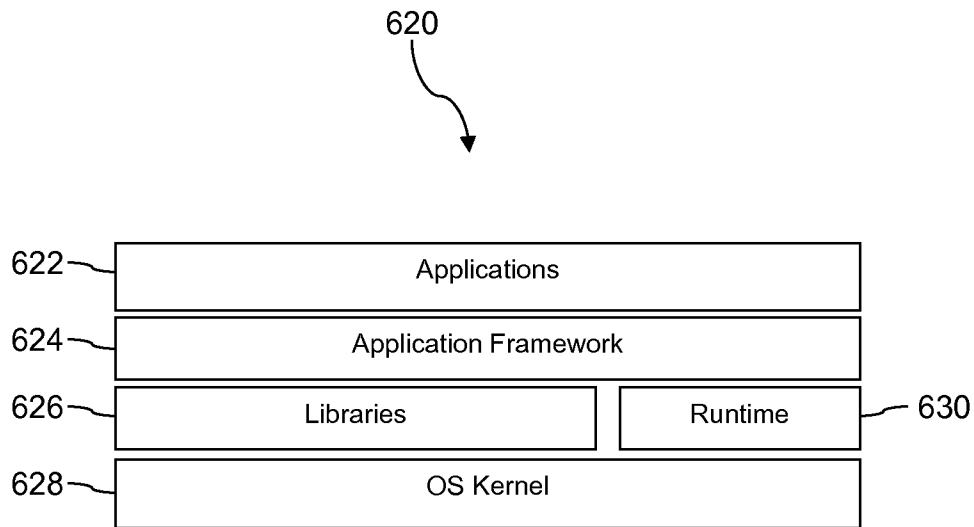 620
622 Applications
624 Application Framework
626 Libraries Runtime 630
628 OS Kernel